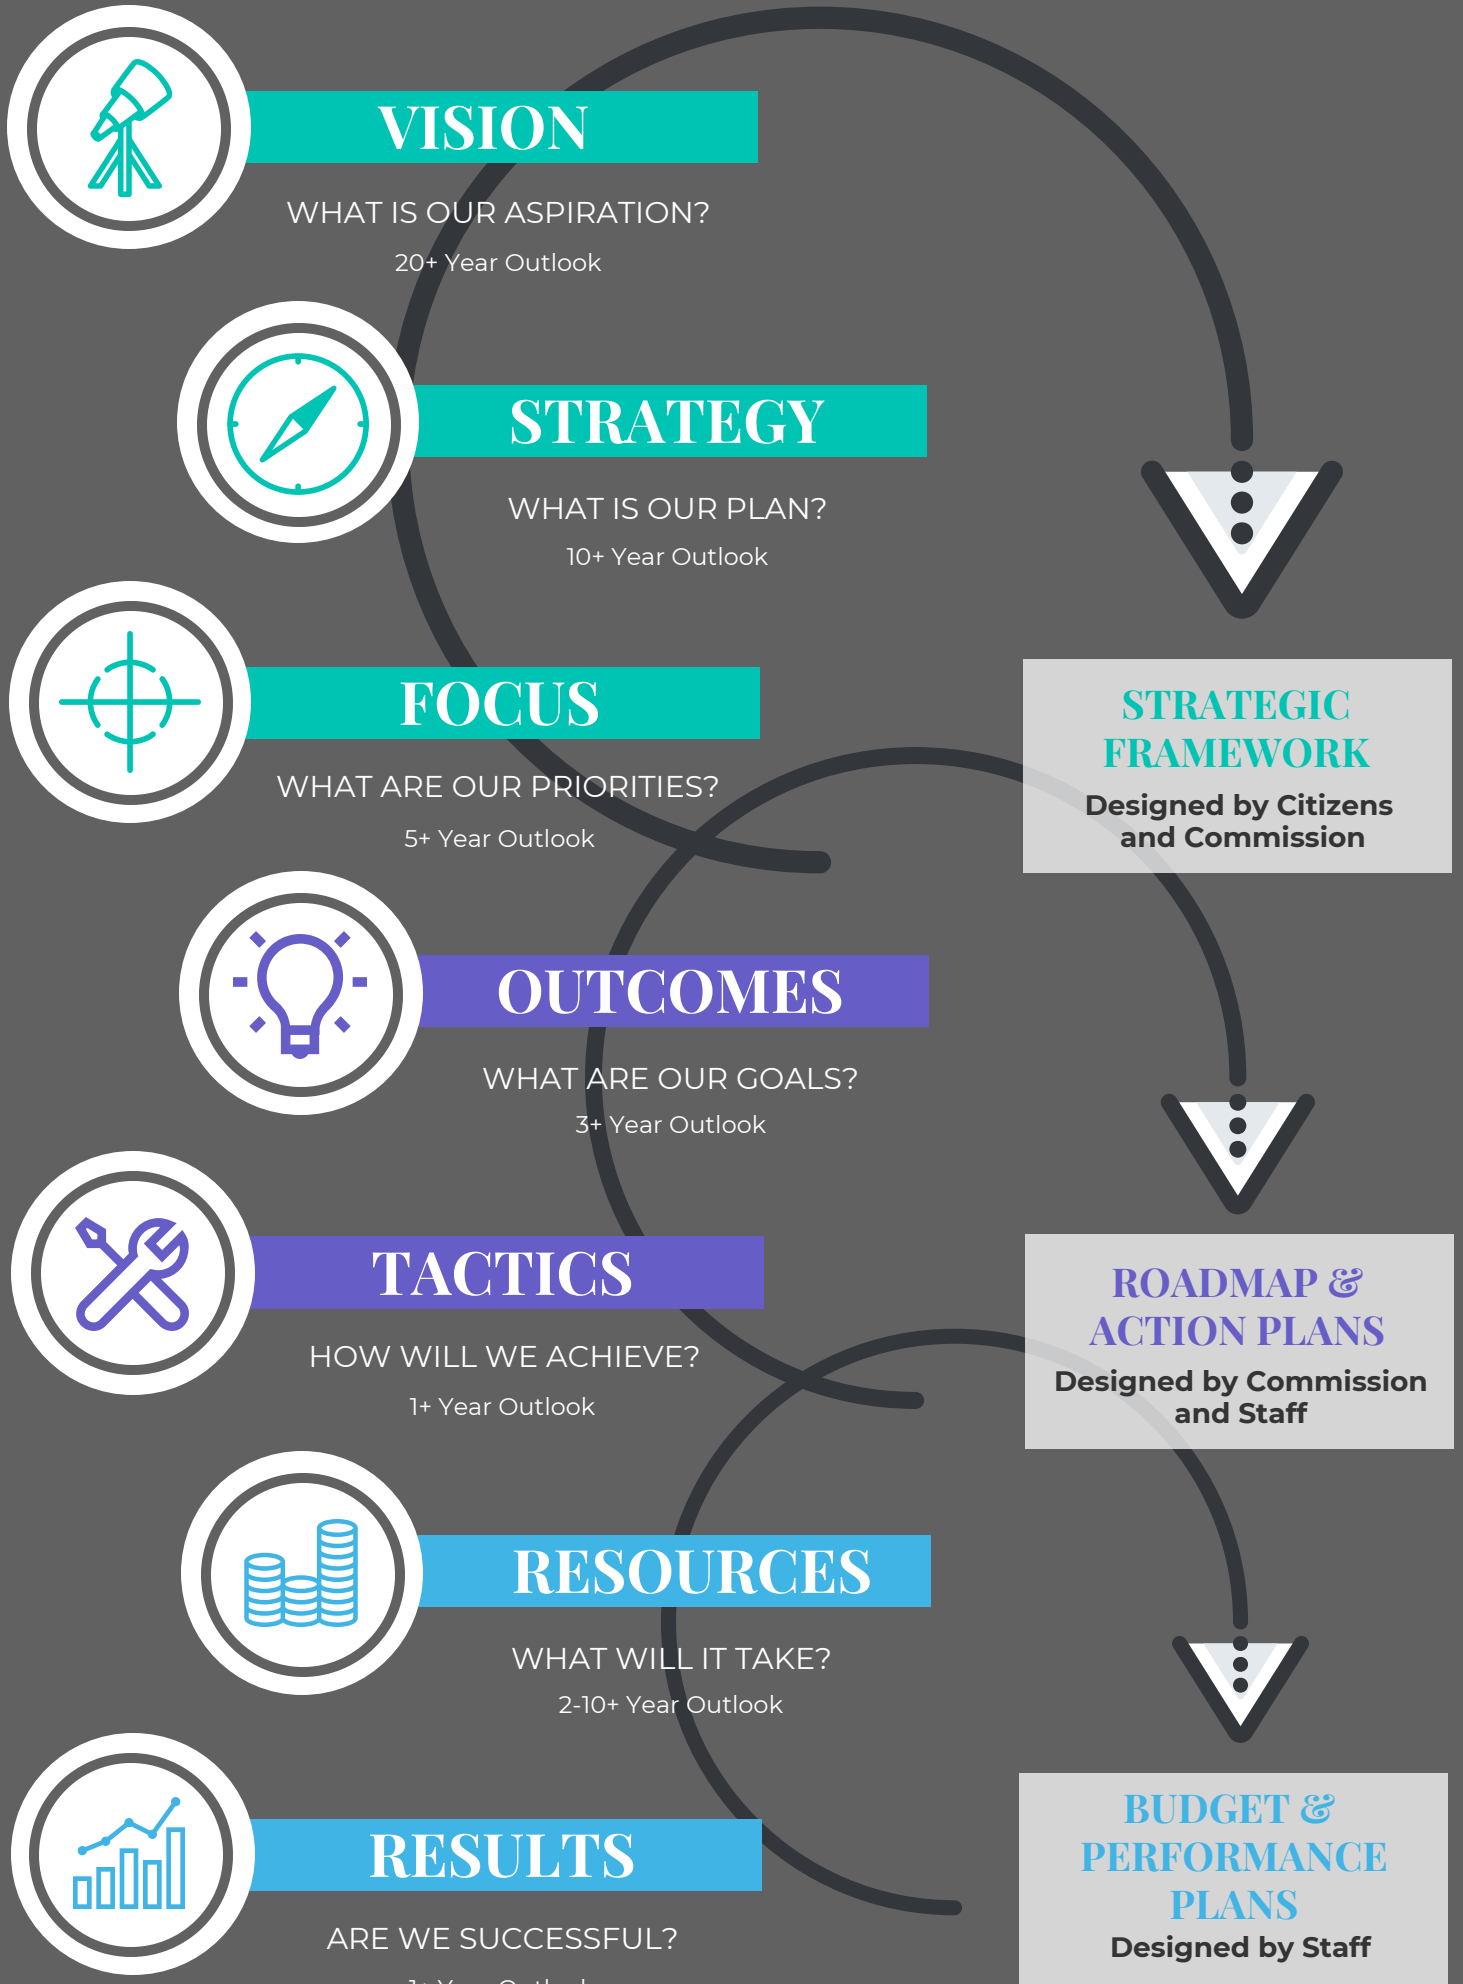 VISION
WHAT IS OUR ASPIRATION?
20+ Year Outlook
STRATEGY
WHAT IS OUR PLAN?
10+ Year Outlook
FOCUS
WHAT ARE OUR PRIORITIES?
5+ Year Outlook
STRATEGIC
FRAMEWORK
Designed by Citizens
and Commission
OUTCOMES
WHAT ARE OUR GOALS?
3+ Year Outlook
TACTICS
HOW WILL WE ACHIEVE?
1+ Year Outlook
ROADMAP &
ACTION PLANS
Designed by Commission
and Staff
RESOURCES
WHAT WILL IT TAKE?
2-10+ Year Outlook
RESULTS
ARE WE SUCCESSFUL?
BUDGET &
PERFORMANCE
PLANS
Designed by Staff